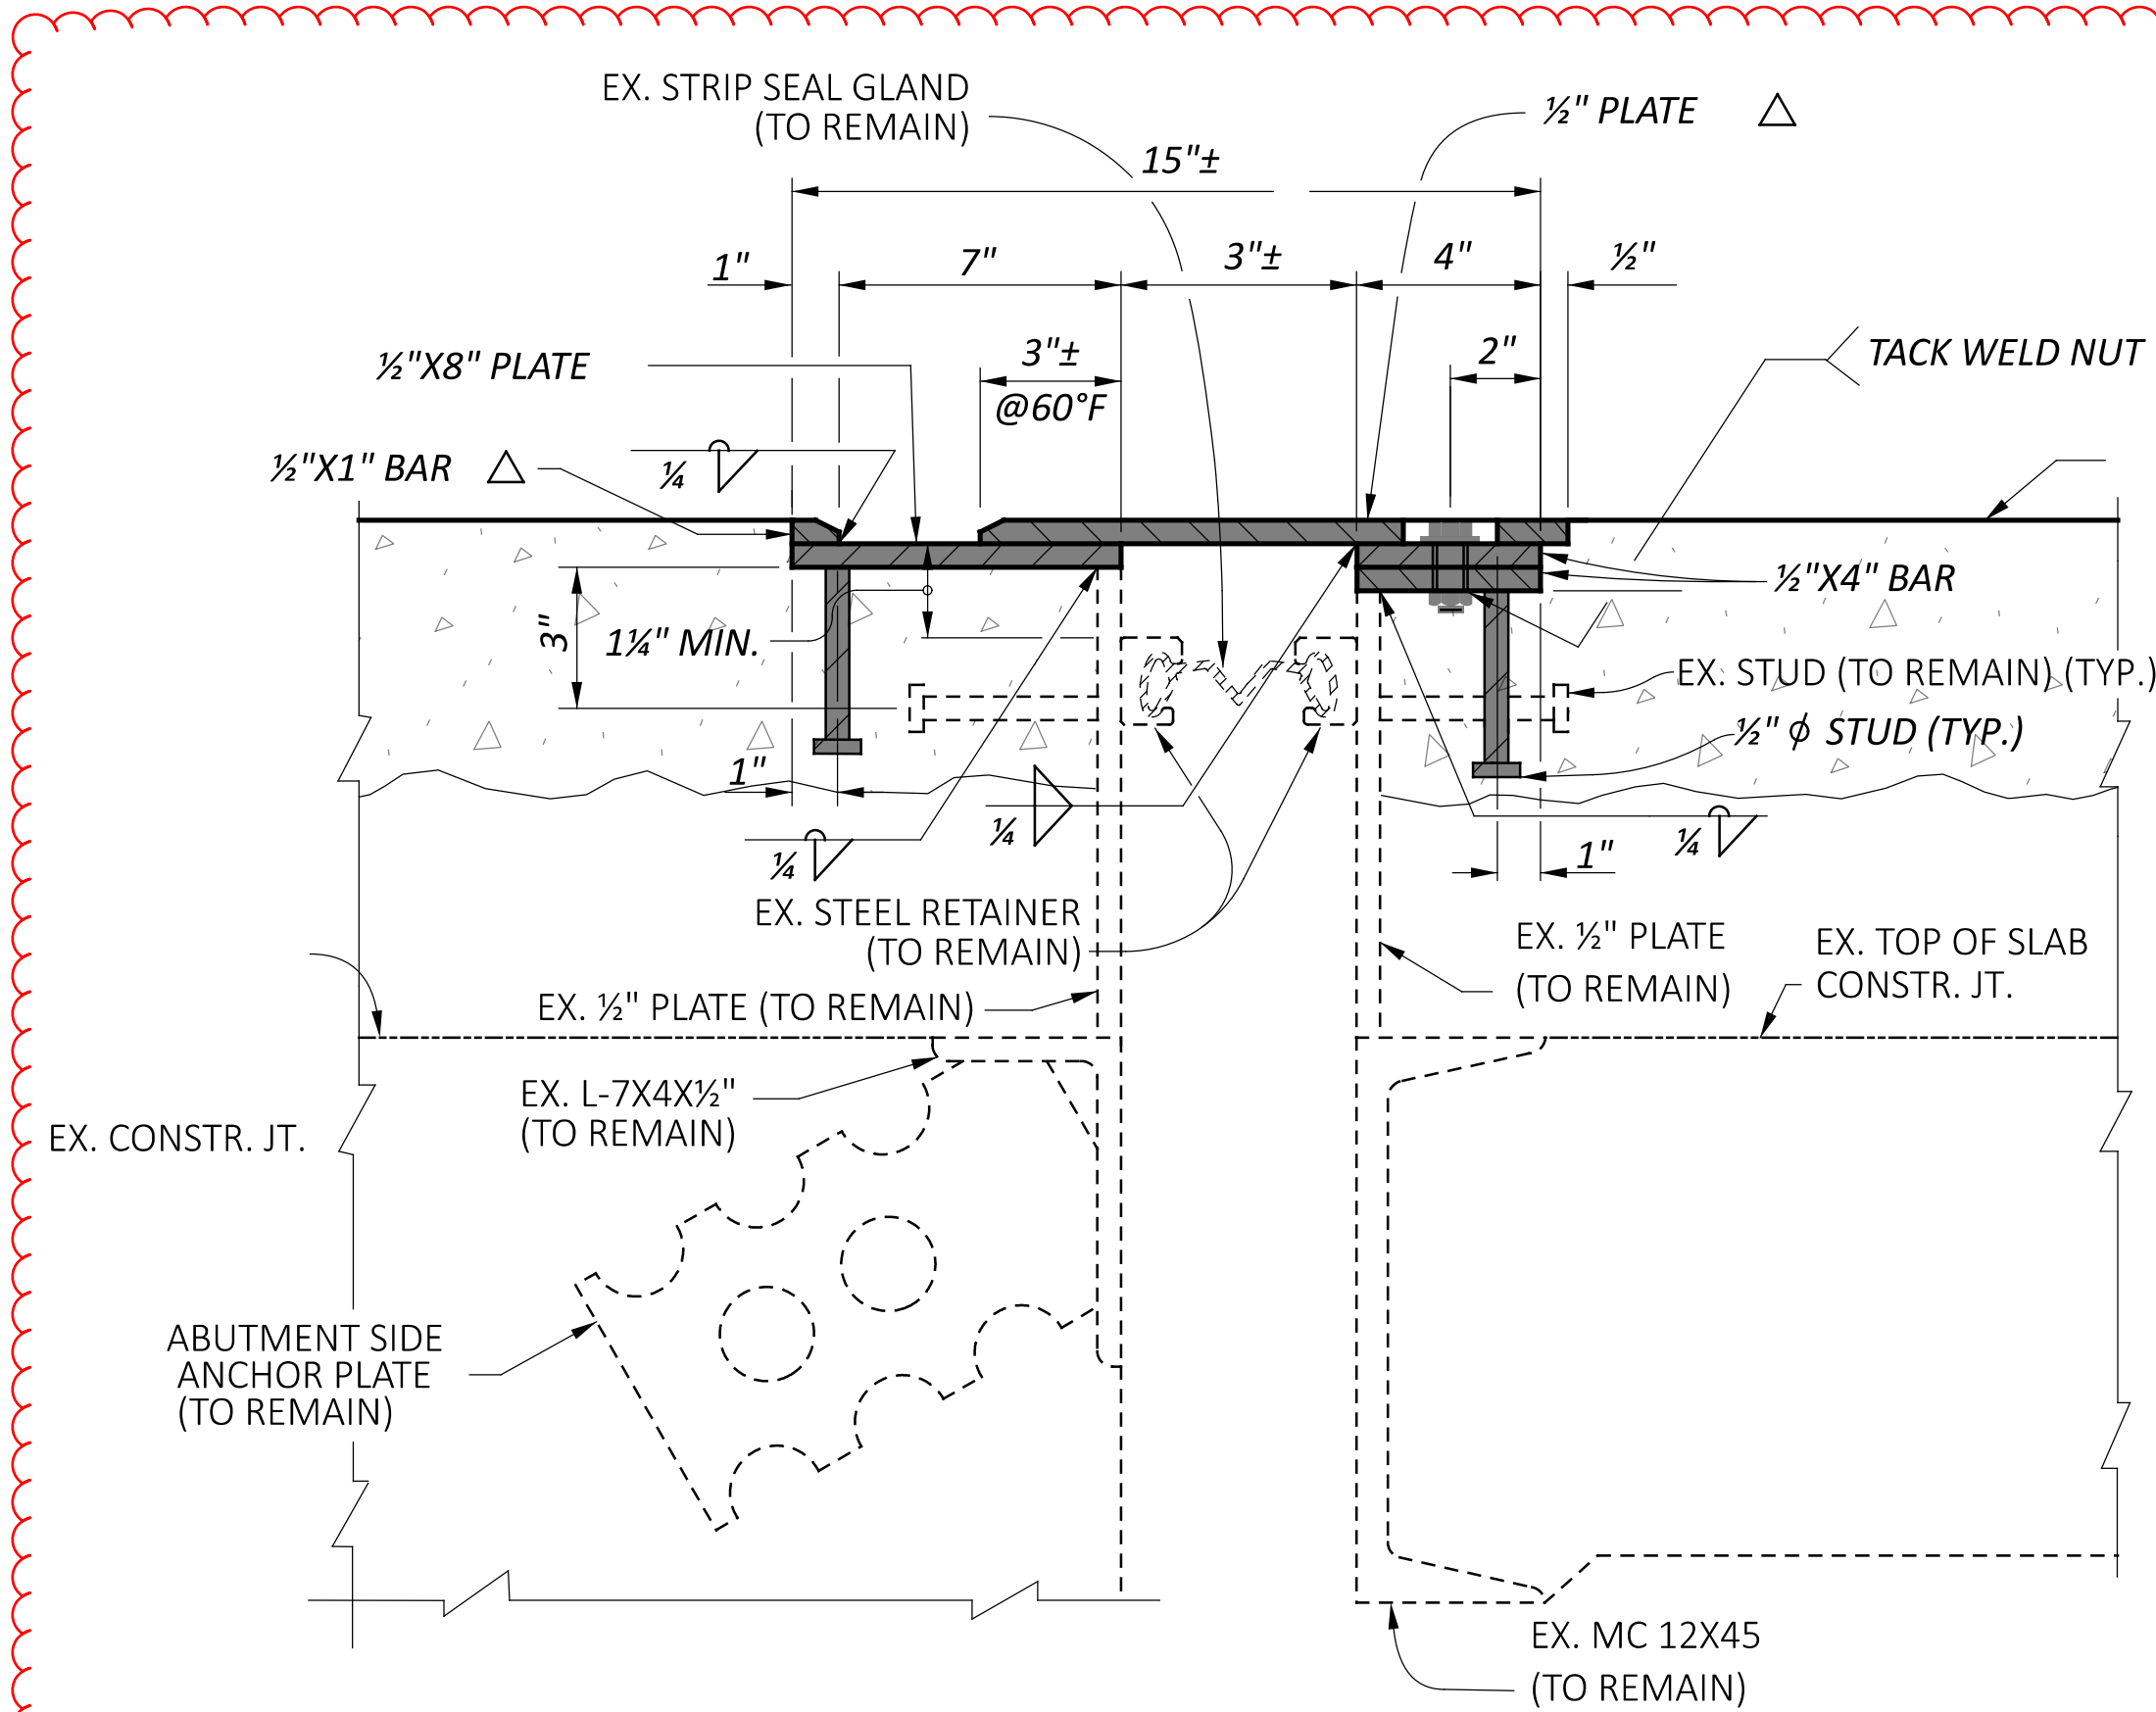 EX. STRIP SEAL GLAND
(TO REMAIN)
½" PLATE
15"±
1"
7"
3"±
4"
½"
½"X8" PLATE
3"±
@60°F
2"
TACK WELD NUT
½"X1" BAR
¼
½"X4" BAR
3"
1¼" MIN.
EX. STUD (TO REMAIN) (TYP.)
½" ϕ STUD (TYP.)
1"
¼
¼
¼
1"
EX. STEEL RETAINER
(TO REMAIN)
EX. ½" PLATE
(TO REMAIN)
EX. TOP OF SLAB
CONSTR. JT.
EX. ½" PLATE (TO REMAIN)
EX. L-7X4X½"
(TO REMAIN)
EX. CONSTR. JT.
ABUTMENT SIDE
ANCHOR PLATE
(TO REMAIN)
EX. MC 12X45
(TO REMAIN)